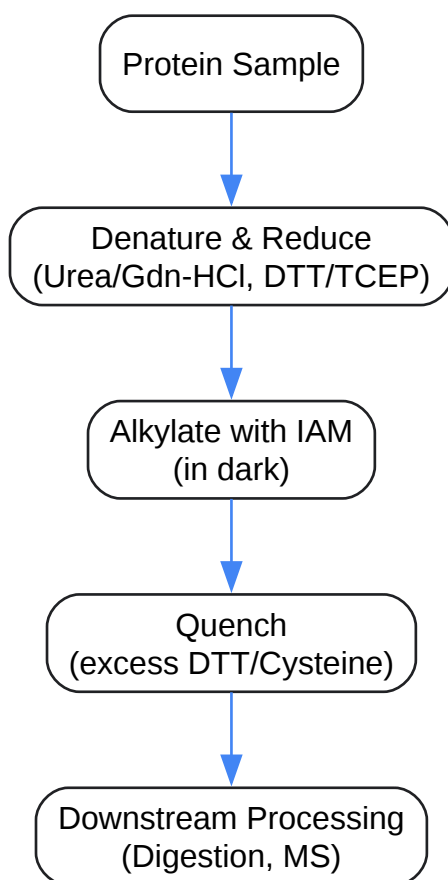 Protein Sample
Denature & Reduce
(Urea/Gdn-HCl, DTT/TCEP)
Alkylate with IAM
(in dark)
Quench
(excess DTT/Cysteine)
Downstream Processing
(Digestion, MS)